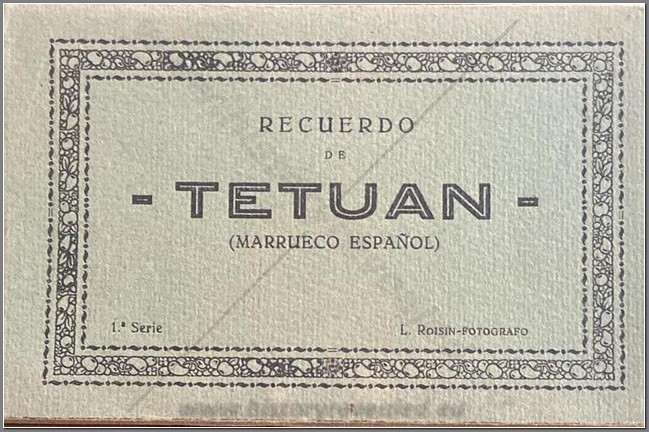 RECUERDO
DE
- TETUAN -
(MARRUECO ESPAÑOL)
1.ª Serie
L. ROISIN-FOTOGRAFO